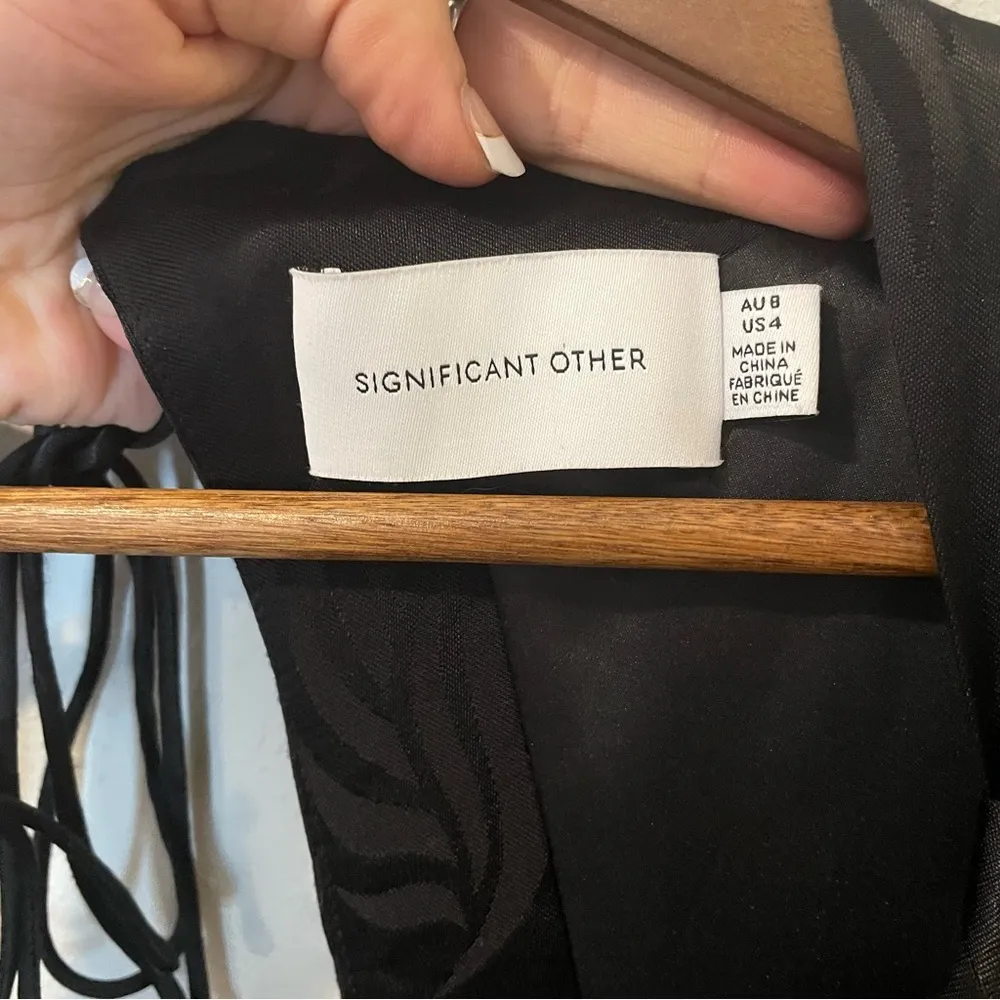 SIGNIFICANT OTHER
AU 8
US 4
MADE IN
CHINA
FABRIQUÉ
EN CHINE